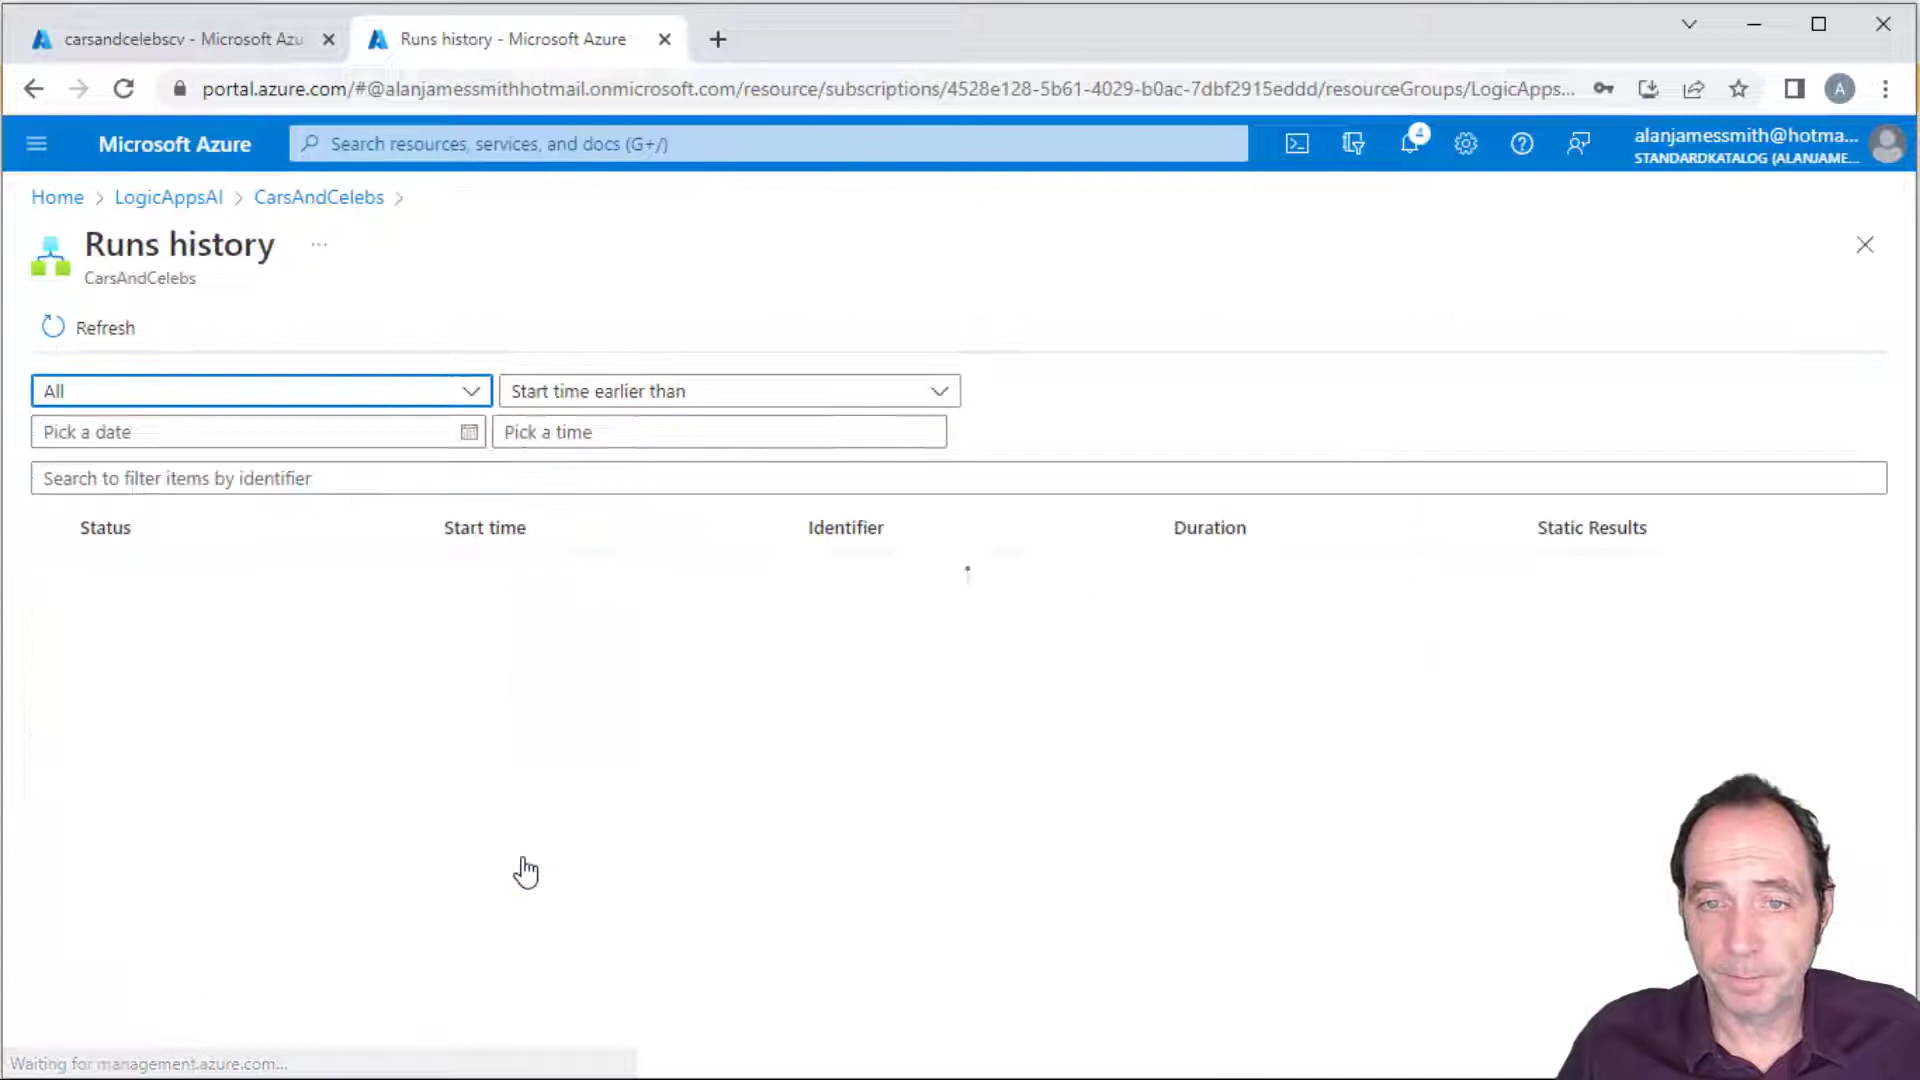 carsandcelebscv - Microsoft Azu
Runs history - Microsoft Azure
portal.azure.com/#@alanjamessmithhotmail.onmicrosoft.com/resource/subscriptions/4528e128-5b61-4029-b0ac-7dbf2915eddd/resourceGroups/LogicApps...
A
Microsoft Azure
Search resources, services, and docs (G+/)
4
alanjamessmith@hotma...
STANDARDKATALOG (ALANJAME...
Home > LogicAppsAI > CarsAndCelebs >
Runs history ...
CarsAndCelebs
Refresh
All
Start time earlier than
Pick a date
Pick a time
Search to filter items by identifier
Status Start time Identifier Duration Static Results
Waiting for management.azure.com...